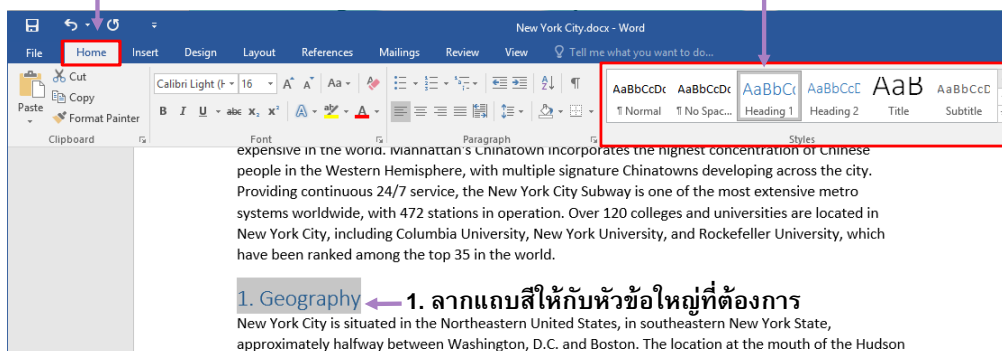 New York City.docx - Word
File Home Insert Design Layout References Mailings Review View Tell me what you want to do...
Cut
Copy
Format Painter
Paste
Calibri Light (F 16 A A Aa
B I U abc X₂ X² A ab A
AaBbCcDc AaBbCcDc AaBbC AaBbCcE AaB AaBbCcD
¶ Normal ¶ No Spac... Heading 1 Heading 2 Title Subtitle
Clipboard Font Paragraph Styles
expensive in the world. Manhattan's Chinatown incorporates the highest concentration of Chinese
people in the Western Hemisphere, with multiple signature Chinatowns developing across the city.
Providing continuous 24/7 service, the New York City Subway is one of the most extensive metro
systems worldwide, with 472 stations in operation. Over 120 colleges and universities are located in
New York City, including Columbia University, New York University, and Rockefeller University, which
have been ranked among the top 35 in the world.
1. Geography 1. ลากแถบสีให้กับหัวข้อใหญ่ที่ต้องการ
New York City is situated in the Northeastern United States, in southeastern New York State,
approximately halfway between Washington, D.C. and Boston. The location at the mouth of the Hudson